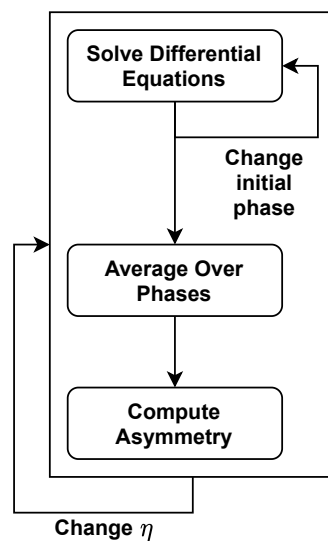 Solve Differential
Equations
Change
initial
phase
Average Over
Phases
Compute
Asymmetry
Change η